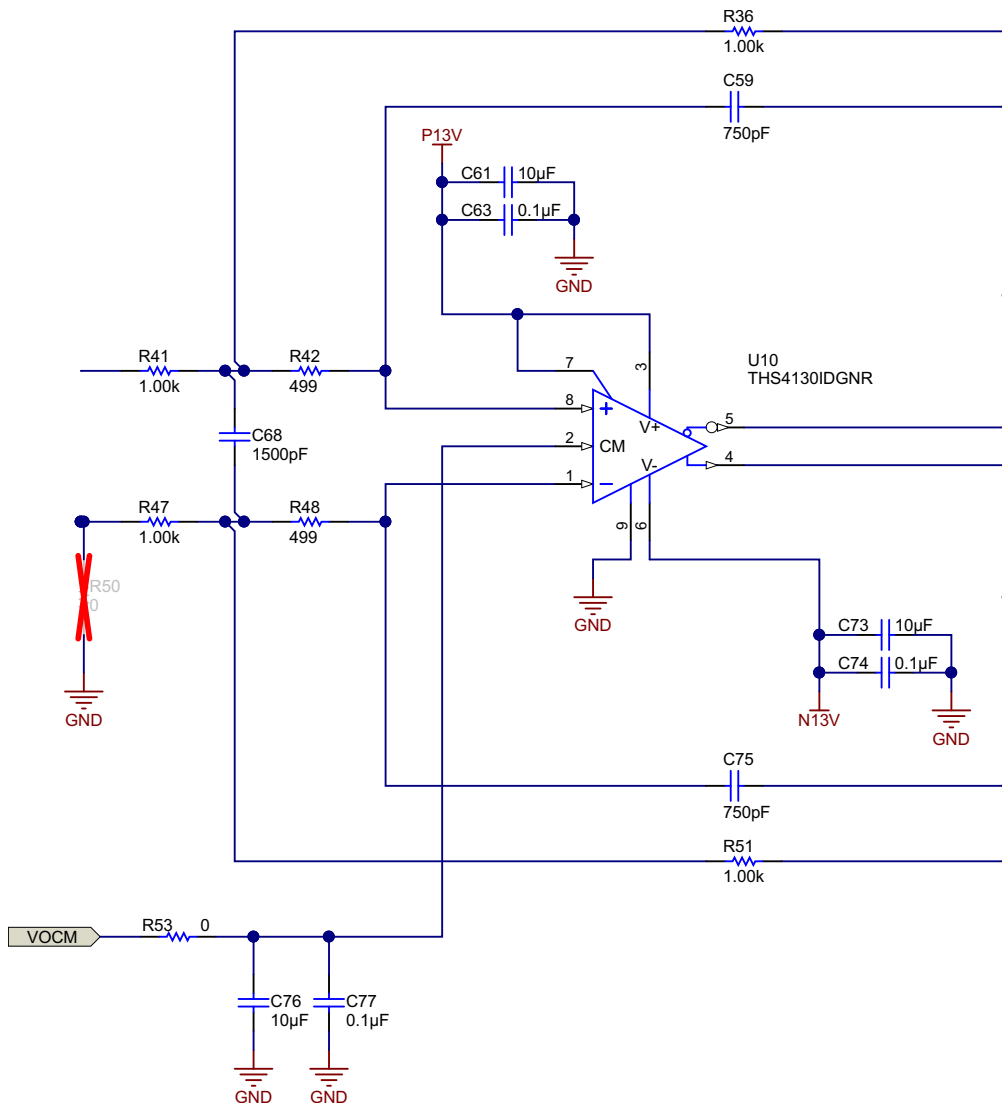 R36
1.00k
C59
750pF
P13V
C61
10µF
C63
0.1µF
GND
R41
1.00k
R42
499
U10
THS4130IDGNR
7
3
8
+
V+
5
2
CM
C68
1500pF
V-
4
1
−
R47
1.00k
R48
499
9
6
R50
0
GND
GND
C73
10µF
C74
0.1µF
N13V
GND
C75
750pF
R51
1.00k
VOCM
R53
0
C76
10µF
C77
0.1µF
GND
GND